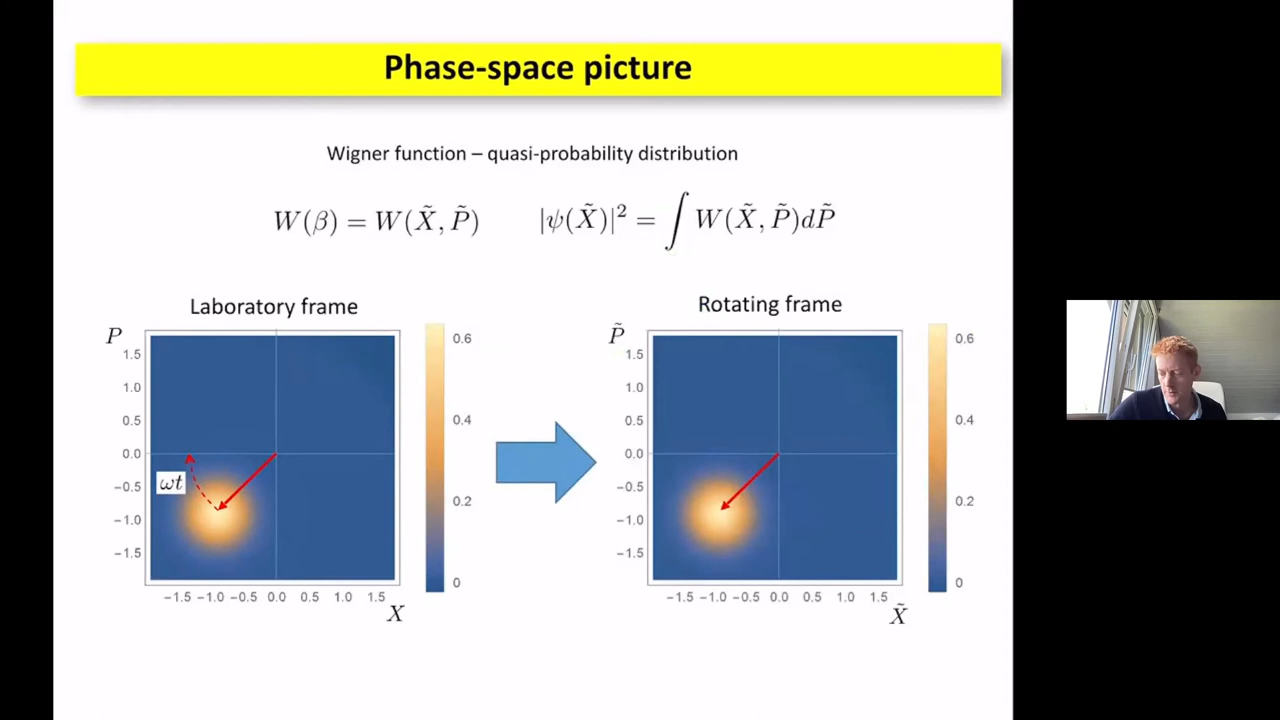 Phase-space picture
Wigner function – quasi-probability distribution
W(β) = W(X̃, P̃)
|ψ(X̃)|² = ∫ W(X̃, P̃)dP̃
Laboratory frame
P
1.5
1.0
0.5
0.0
−0.5
−1.0
−1.5
ωt
−1.5 −1.0 −0.5 0.0 0.5 1.0 1.5
X
0.6
0.4
0.2
0
Rotating frame
P̃
1.5
1.0
0.5
0.0
−0.5
−1.0
−1.5
−1.5 −1.0 −0.5 0.0 0.5 1.0 1.5
X̃
0.6
0.4
0.2
0